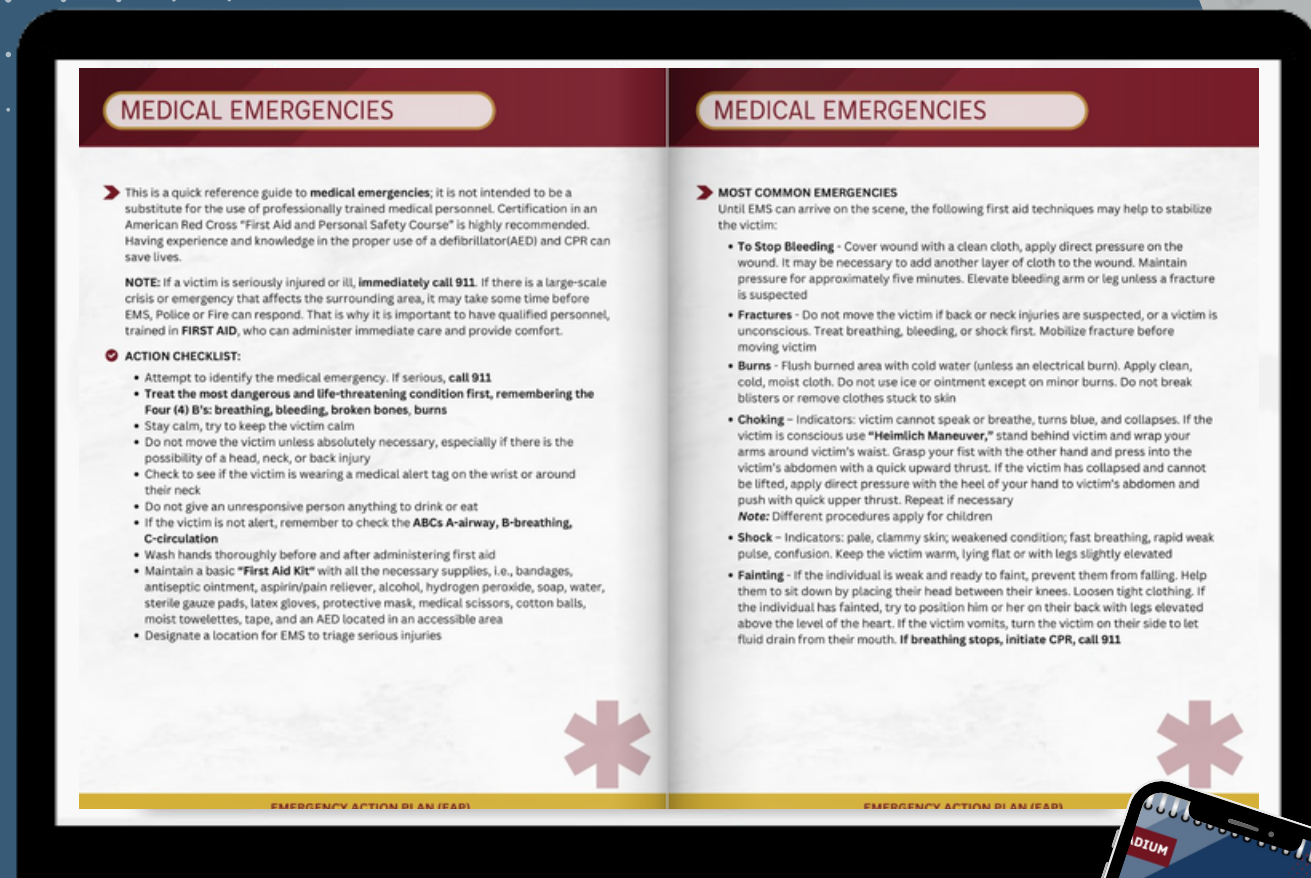 MEDICAL EMERGENCIES
This is a quick reference guide to medical emergencies; it is not intended to be a
substitute for the use of professionally trained medical personnel. Certification in an
American Red Cross "First Aid and Personal Safety Course" is highly recommended.
Having experience and knowledge in the proper use of a defibrillator(AED) and CPR can
save lives.
NOTE: If a victim is seriously injured or ill, immediately call 911. If there is a large-scale
crisis or emergency that affects the surrounding area, it may take some time before
EMS, Police or Fire can respond. That is why it is important to have qualified personnel,
trained in FIRST AID, who can administer immediate care and provide comfort.
ACTION CHECKLIST:
• Attempt to identify the medical emergency. If serious, call 911
• Treat the most dangerous and life-threatening condition first, remembering the
Four (4) B's: breathing, bleeding, broken bones, burns
• Stay calm, try to keep the victim calm
• Do not move the victim unless absolutely necessary, especially if there is the
possibility of a head, neck, or back injury
• Check to see if the victim is wearing a medical alert tag on the wrist or around
their neck
• Do not give an unresponsive person anything to drink or eat
• If the victim is not alert, remember to check the ABCs A-airway, B-breathing,
C-circulation
• Wash hands thoroughly before and after administering first aid
• Maintain a basic "First Aid Kit" with all the necessary supplies, i.e., bandages,
antiseptic ointment, aspirin/pain reliever, alcohol, hydrogen peroxide, soap, water,
sterile gauze pads, latex gloves, protective mask, medical scissors, cotton balls,
moist towelettes, tape, and an AED located in an accessible area
• Designate a location for EMS to triage serious injuries
EMERGENCY ACTION PLAN (EAP)
MEDICAL EMERGENCIES
MOST COMMON EMERGENCIES
Until EMS can arrive on the scene, the following first aid techniques may help to stabilize
the victim:
• To Stop Bleeding - Cover wound with a clean cloth, apply direct pressure on the
wound. It may be necessary to add another layer of cloth to the wound. Maintain
pressure for approximately five minutes. Elevate bleeding arm or leg unless a fracture
is suspected
• Fractures - Do not move the victim if back or neck injuries are suspected, or a victim is
unconscious. Treat breathing, bleeding, or shock first. Mobilize fracture before
moving victim
• Burns - Flush burned area with cold water (unless an electrical burn). Apply clean,
cold, moist cloth. Do not use ice or ointment except on minor burns. Do not break
blisters or remove clothes stuck to skin
• Choking – Indicators: victim cannot speak or breathe, turns blue, and collapses. If the
victim is conscious use "Heimlich Maneuver," stand behind victim and wrap your
arms around victim's waist. Grasp your fist with the other hand and press into the
victim's abdomen with a quick upward thrust. If the victim has collapsed and cannot
be lifted, apply direct pressure with the heel of your hand to victim's abdomen and
push with quick upper thrust. Repeat if necessary
Note: Different procedures apply for children
• Shock – Indicators: pale, clammy skin; weakened condition; fast breathing, rapid weak
pulse, confusion. Keep the victim warm, lying flat or with legs slightly elevated
• Fainting - If the individual is weak and ready to faint, prevent them from falling. Help
them to sit down by placing their head between their knees. Loosen tight clothing. If
the individual has fainted, try to position him or her on their back with legs elevated
above the level of the heart. If the victim vomits, turn the victim on their side to let
fluid drain from their mouth. If breathing stops, initiate CPR, call 911
EMERGENCY ACTION PLAN (EAP)
ADIUM